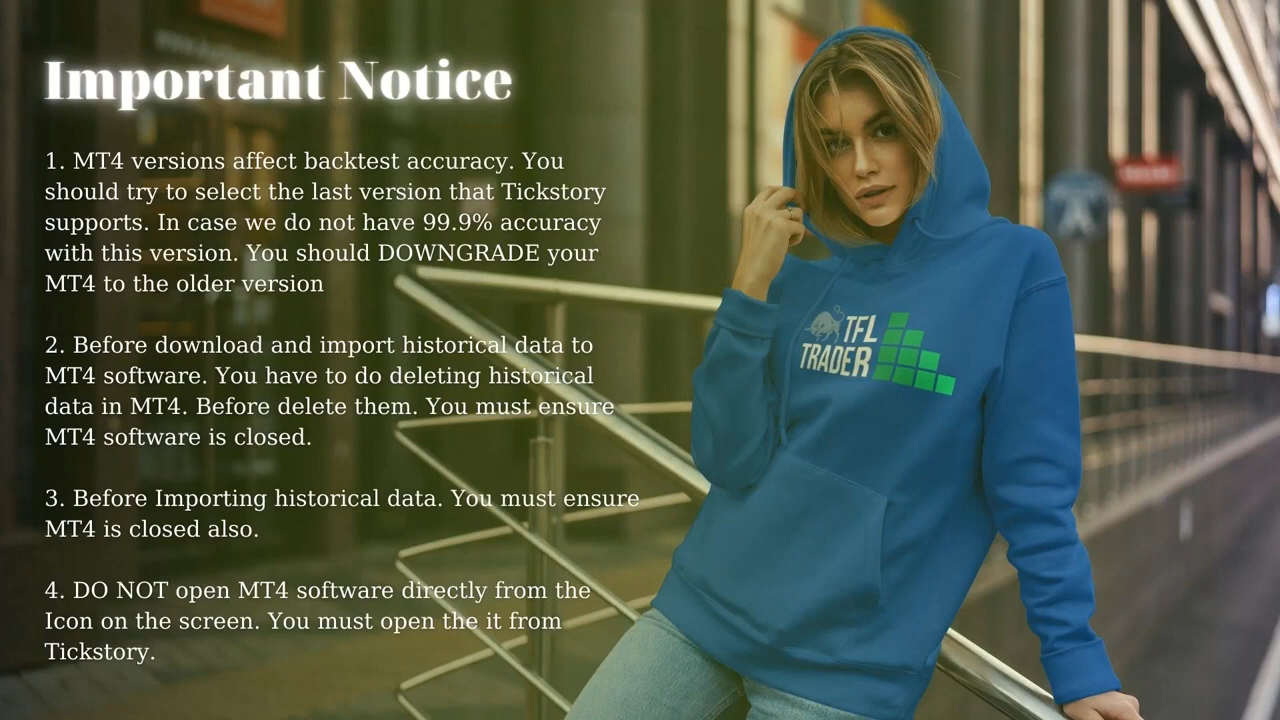 Important Notice
1. MT4 versions affect backtest accuracy. You
should try to select the last version that Tickstory
supports. In case we do not have 99.9% accuracy
with this version. You should DOWNGRADE your
MT4 to the older version
2. Before download and import historical data to
MT4 software. You have to do deleting historical
data in MT4. Before delete them. You must ensure
MT4 software is closed.
3. Before Importing historical data. You must ensure
MT4 is closed also.
4. DO NOT open MT4 software directly from the
Icon on the screen. You must open the it from
Tickstory.
TFL
TRADER